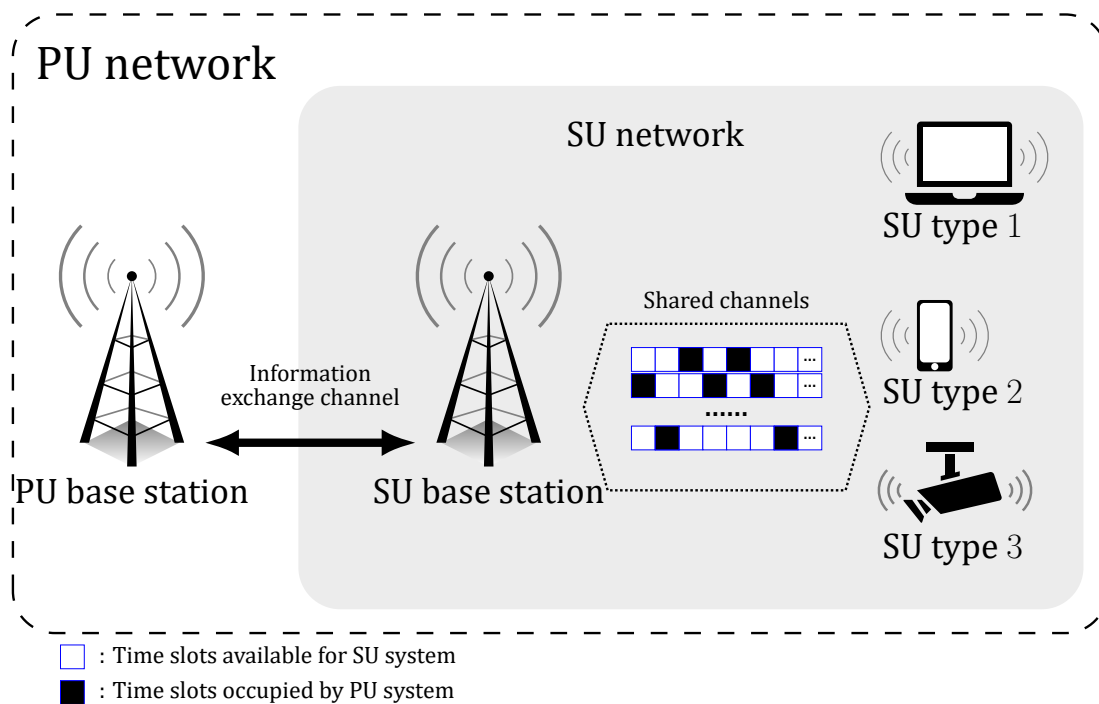 PU network
SU network
SU type 1
Shared channels
...
SU type 2
...
......
...
Information
exchange channel
PU base station
SU base station
SU type 3
: Time slots available for SU system
: Time slots occupied by PU system